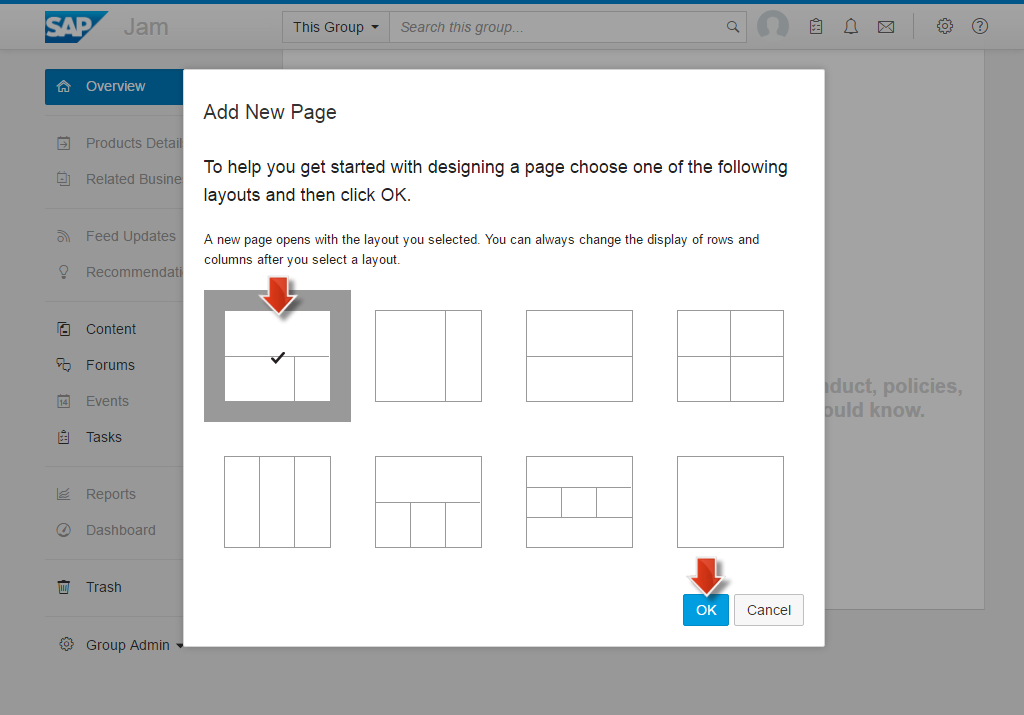 SAP Jam
This Group
Search this group...
Overview
Products Detail
Related Busine
Feed Updates
Recommendati
Content
Forums
14 Events
Tasks
Reports
Dashboard
Trash
Group Admin
Add New Page
To help you get started with designing a page choose one of the following
layouts and then click OK.
A new page opens with the layout you selected. You can always change the display of rows and
columns after you select a layout.
nduct, policies,
ould know.
OK
Cancel